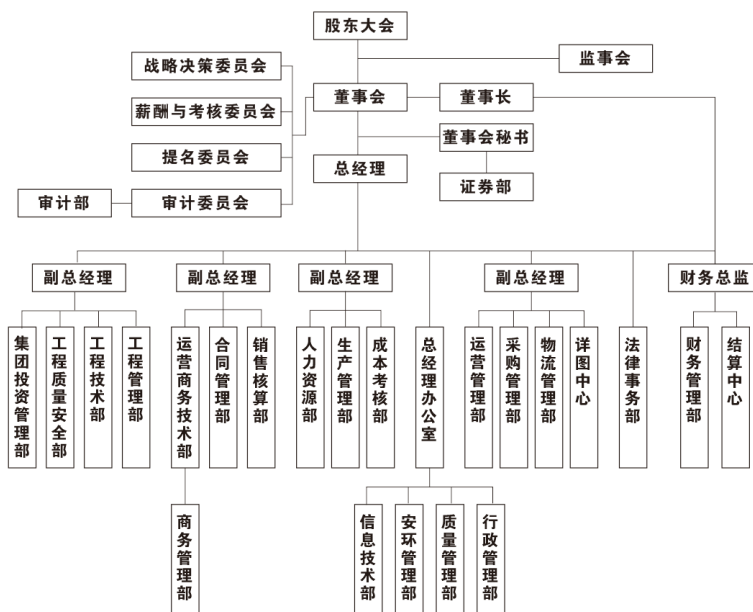 股东大会
监事会
战略决策委员会
董事会
董事长
薪酬与考核委员会
董事会秘书
提名委员会
总经理
证券部
审计部
审计委员会
副总经理
副总经理
副总经理
副总经理
财务总监
集团投资管理部
工程质量安全部
工程技术部
工程管理部
运营商务技术部
合同管理部
销售核算部
人力资源部
生产管理部
成本考核部
总经理办公室
运营管理部
采购管理部
物流管理部
详图中心
法律事务部
财务管理部
结算中心
商务管理部
信息技术部
安环管理部
质量管理部
行政管理部